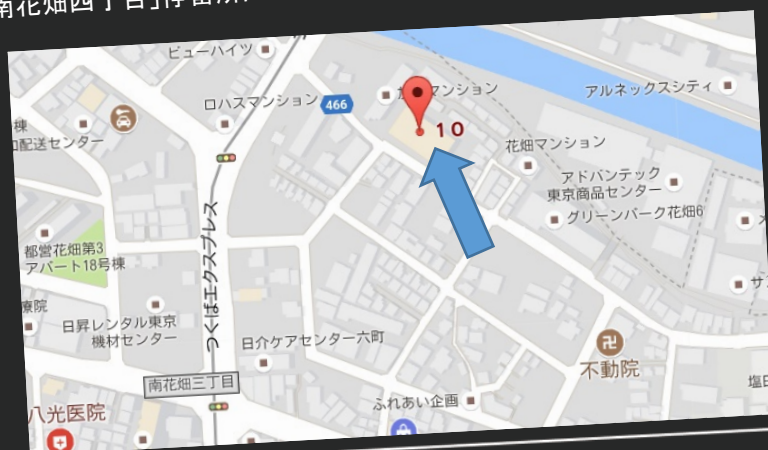 南花畑四丁目」停留所
ビューハイツ
ロハスマンション
466
マンション
アルネックスシティ
10
棟
配送センター
花畑マンション
アドバンテック
東京商品センター
グリーンパーク花畑6
つくばエクスプレス
都営花畑第3
アパート18号棟
療院
日昇レンタル東京
機材センター
日介ケアセンター六町
不動院
南花畑三丁目
ふれあい企画
八光医院
塩田
サ